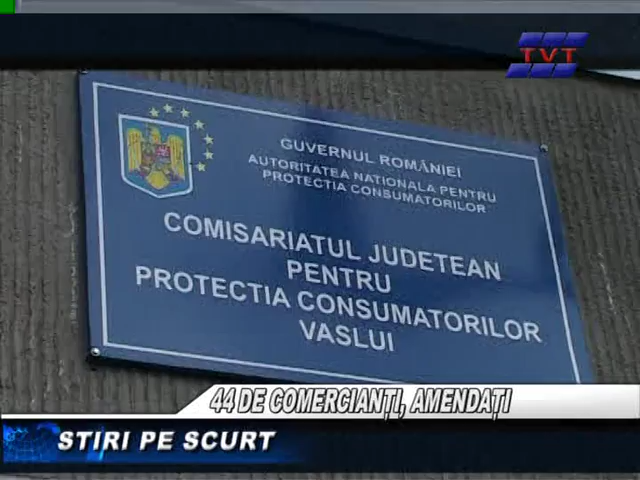 TVT
GUVERNUL ROMÂNIEI
AUTORITATEA NATIONALA PENTRU
PROTECTIA CONSUMATORILOR
COMISARIATUL JUDETEAN
PENTRU
PROTECTIA CONSUMATORILOR
VASLUI
44 DE COMERCIANȚI, AMENDAȚI
STIRI PE SCURT